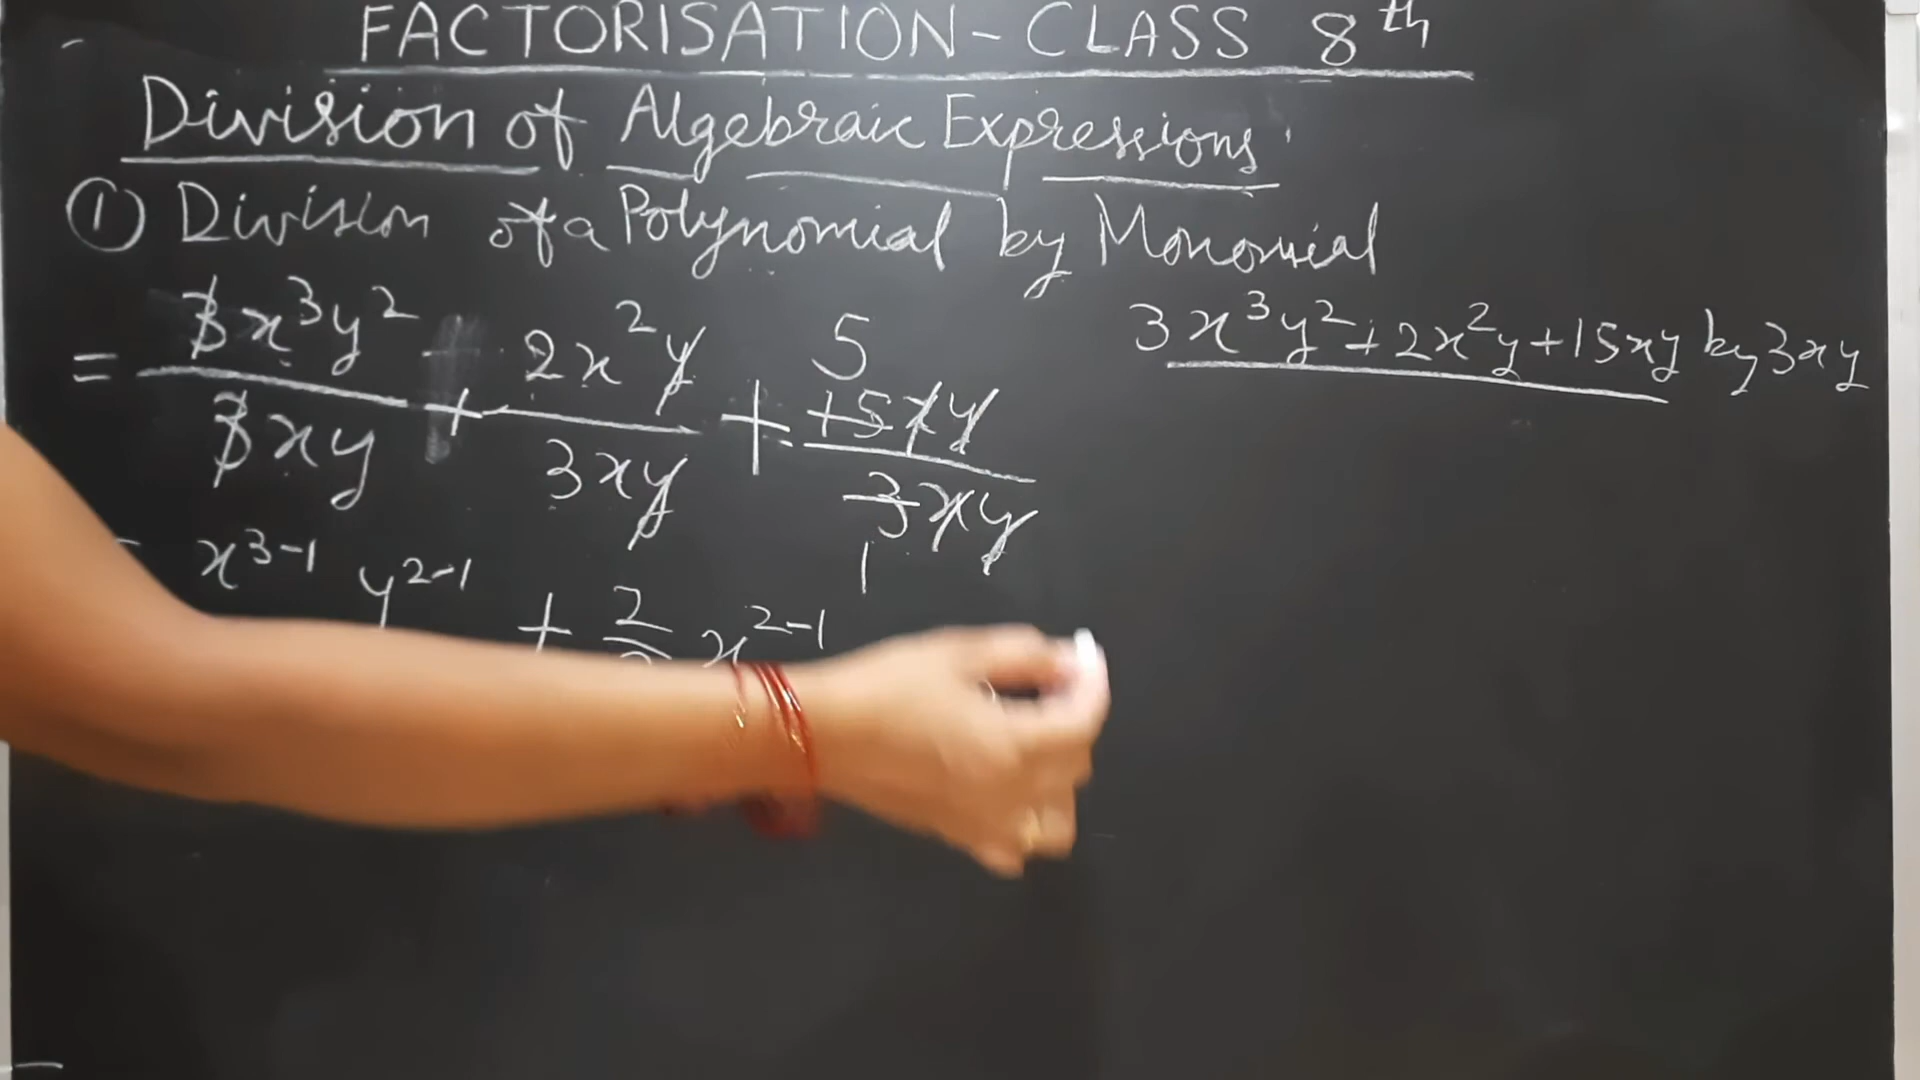 FACTORISATION - CLASS 8th
Division of Algebraic Expressions
① Division of a Polynomial by Monomial
3x³y² + 2x²y + 15xy by 3xy
= 3x³y²/3xy + 2x²y/3xy + 15xy/3xy
5
1
x³⁻¹ y²⁻¹ + 2/ x²⁻¹